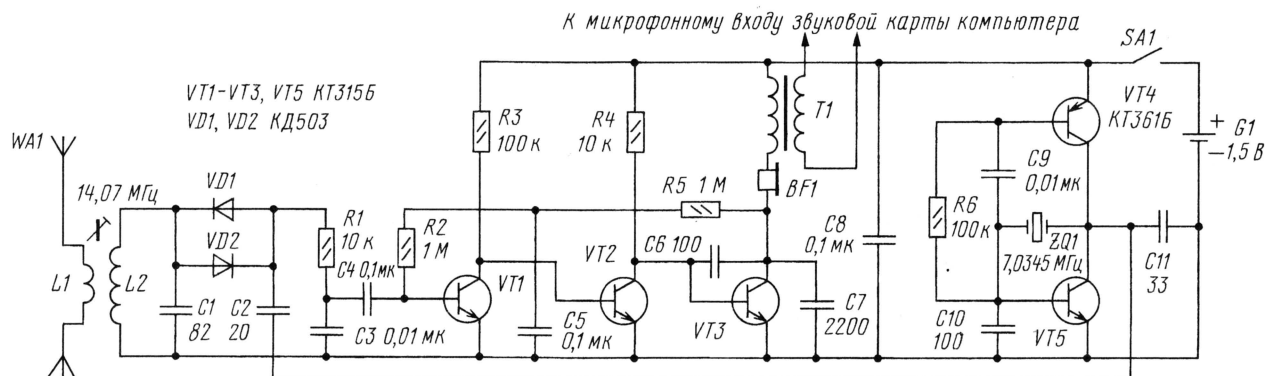 К микрофонному входу звуковой карты компьютера
SA1
VT1-VT3, VT5 КТ315Б
VD1, VD2 КД503
WA1
14,07 МГц
VD1
VD2
L1
L2
C1
82
C2
20
R1
10 к
C4 0,1мк
C3 0,01 мк
R2
1 М
R3
100 к
VT1
R4
10 к
C5
0,1 мк
VT2
R5 1 М
C6 100
VT3
T1
BF1
C7
2200
C8
0,1 мк
R6
100 к
C9
0,01 мк
ZQ1
7,0345 МГц
C10
100
VT4
КТ361Б
VT5
C11
33
+
G1
1,5 В